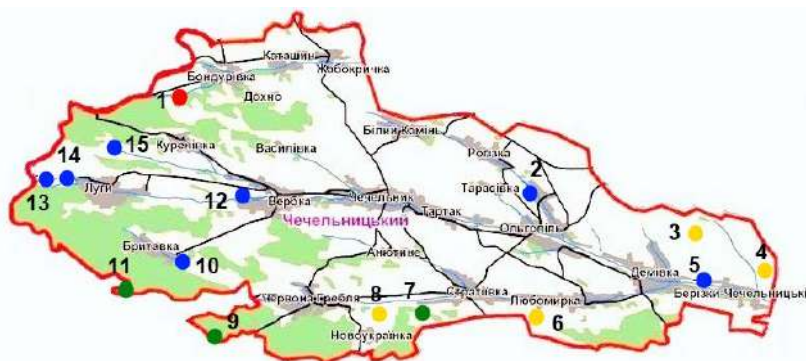 Каташин
Жабокричка
Бондурівка
1
Дохно
Білий Камінь
15
Куренівка
Василівка
Рогізка
14
2
Тарасівка
13
Луги
12
Вербка
Чечельник
Чечельницький
Тартак
Ольгопіль
3
Бритавка
10
Анютине
4
Демівка
5
Берізки-Чечельницькі
11
Червона Гребля
8
7
Стратіївка
Любомирка
6
9
Новоукраїнка